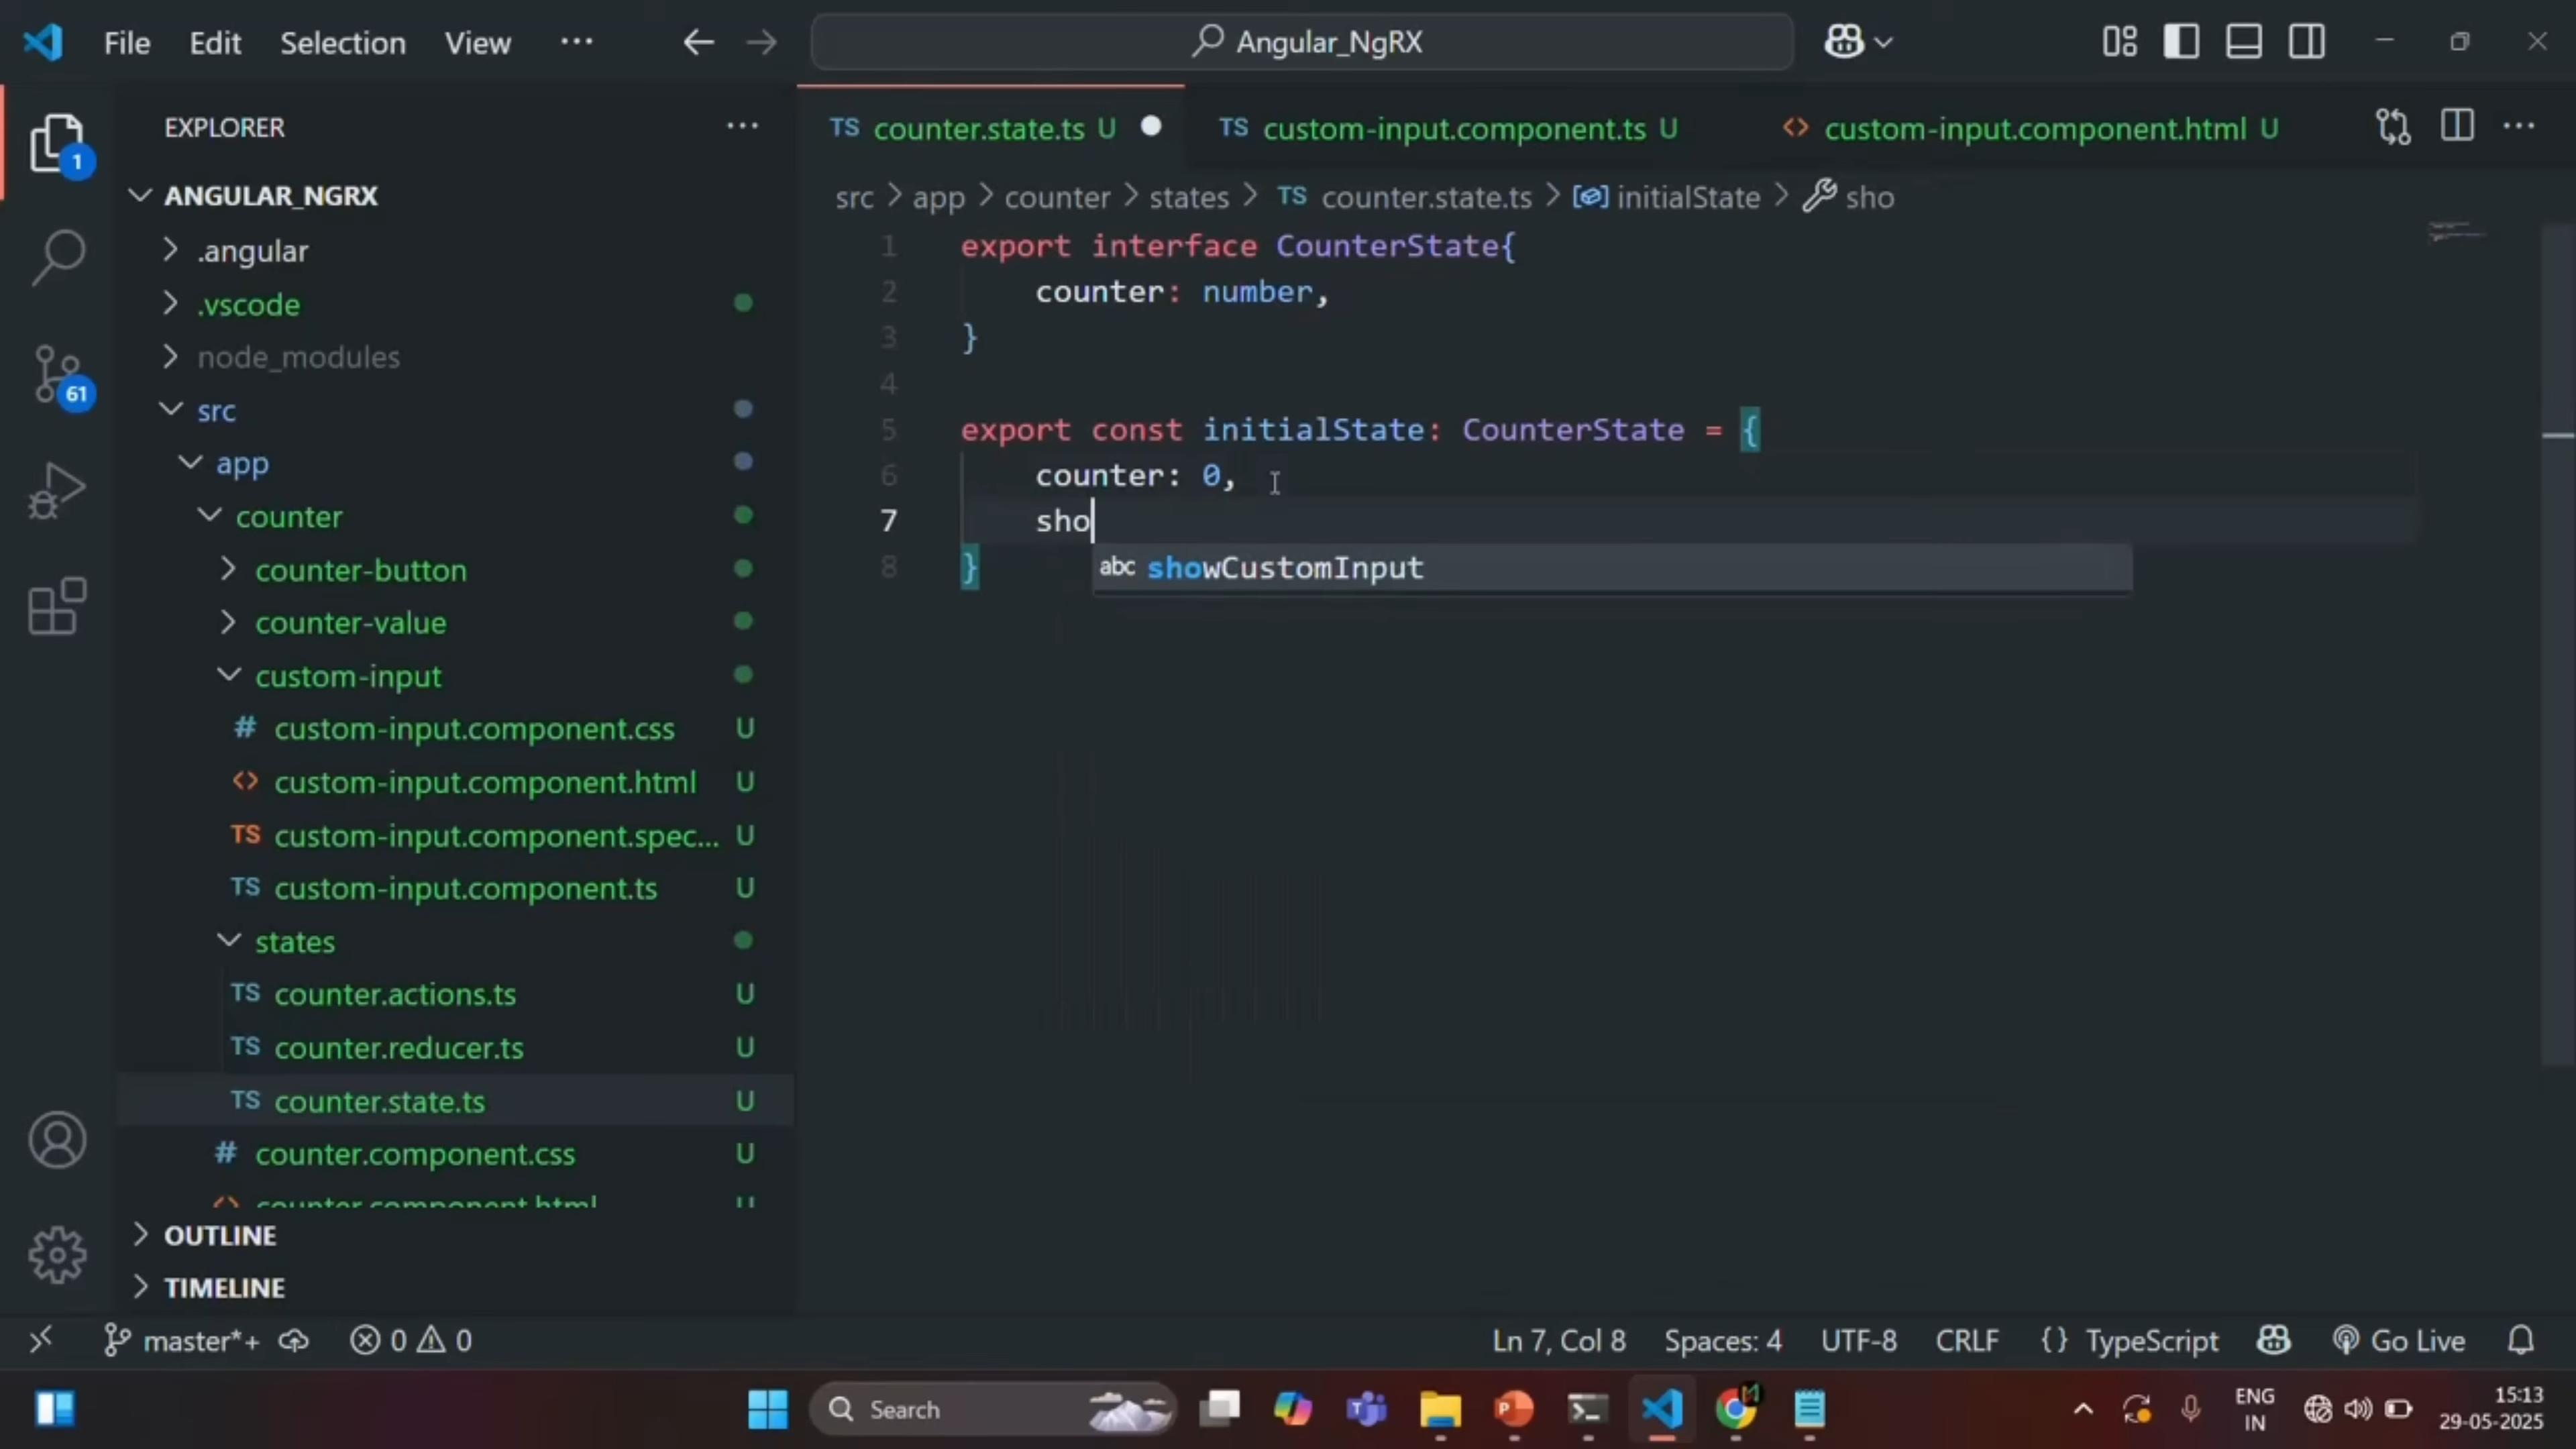 File Edit Selection View ··· Angular_NgRX
EXPLORER ···
1
61
ANGULAR_NGRX
.angular
.vscode
node_modules
src
app
counter
counter-button
counter-value
custom-input
# custom-input.component.css U
<> custom-input.component.html U
TS custom-input.component.spec... U
TS custom-input.component.ts U
states
TS counter.actions.ts U
TS counter.reducer.ts U
TS counter.state.ts U
# counter.component.css U
<> counter.component.html U
OUTLINE
TIMELINE
TS counter.state.ts U TS custom-input.component.ts U <> custom-input.component.html U ···
src > app > counter > states > TS counter.state.ts > initialState > sho
1 export interface CounterState{
2 counter: number,
3 }
4
5 export const initialState: CounterState = {
6 counter: 0,
7 sho
abc showCustomInput
8 }
master*+ 0 0 Ln 7, Col 8 Spaces: 4 UTF-8 CRLF {} TypeScript Go Live
Search ENG IN 15:13 29-05-2025